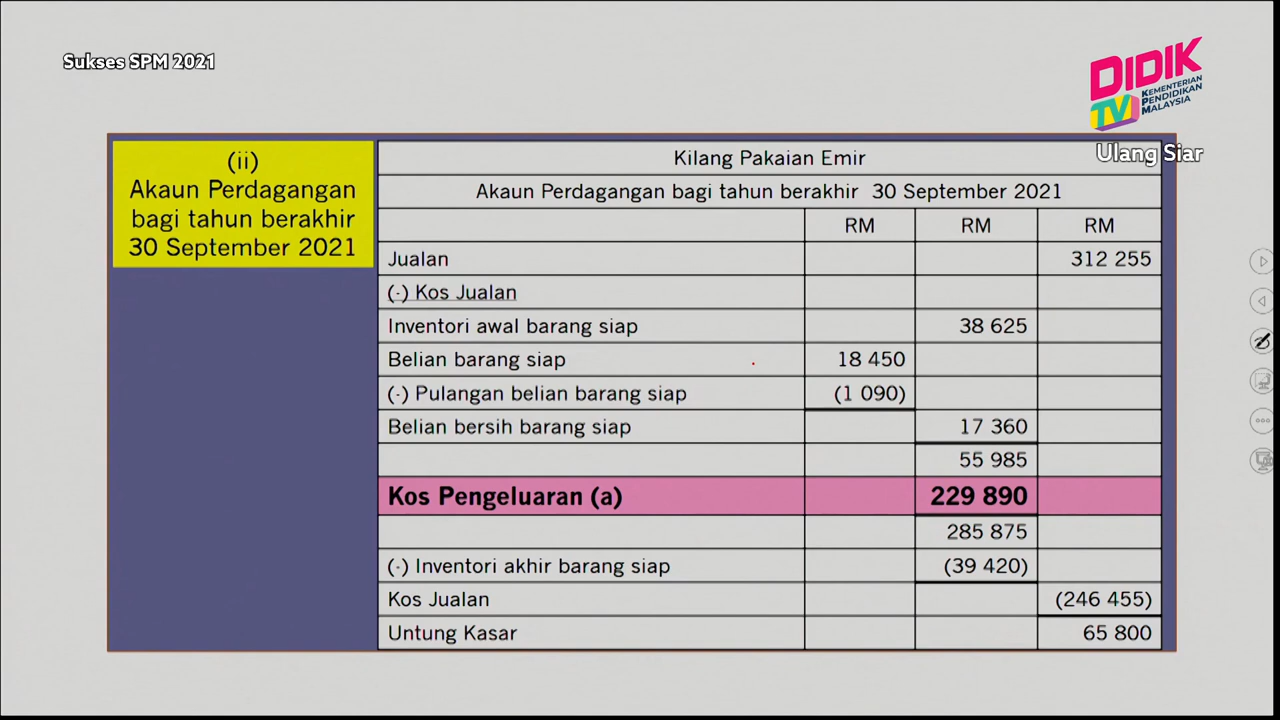 Sukses SPM 2021
DIDIK
TV
KEMENTERIAN
PENDIDIKAN
MALAYSIA
Ulang Siar
(ii)
Akaun Perdagangan
bagi tahun berakhir
30 September 2021
Kilang Pakaian Emir
Akaun Perdagangan bagi tahun berakhir 30 September 2021
RM RM RM
Jualan 312 255
(-) Kos Jualan
Inventori awal barang siap 38 625
Belian barang siap 18 450
(-) Pulangan belian barang siap (1 090)
Belian bersih barang siap 17 360
55 985
Kos Pengeluaran (a) 229 890
285 875
(-) Inventori akhir barang siap (39 420)
Kos Jualan (246 455)
Untung Kasar 65 800